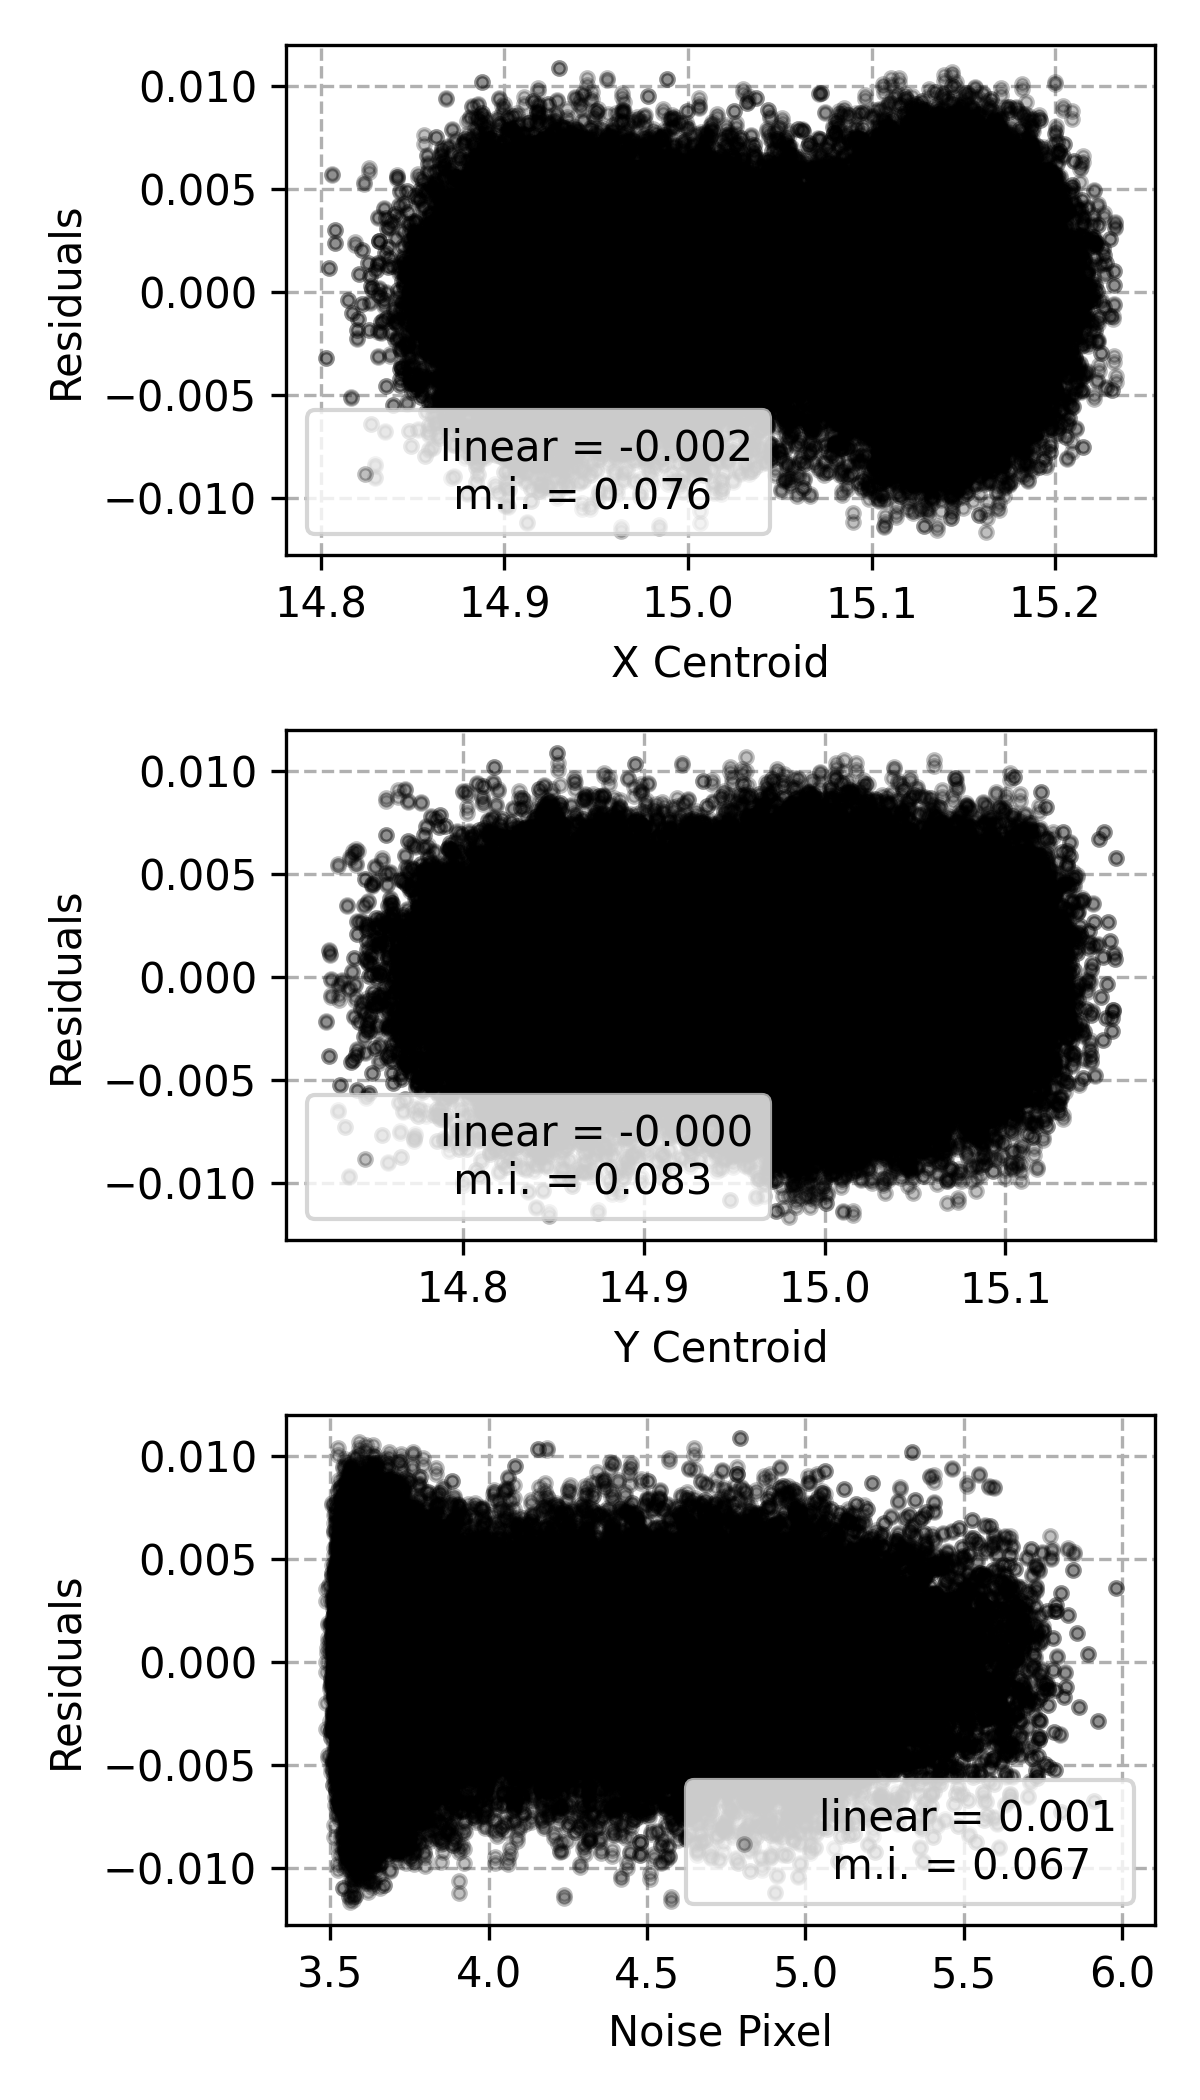 0.010
0.005
0.000
−0.005
−0.010
Residuals
linear = -0.002
m.i. = 0.076
14.8 14.9 15.0 15.1 15.2
X Centroid
0.010
0.005
0.000
−0.005
−0.010
Residuals
linear = -0.000
m.i. = 0.083
14.8 14.9 15.0 15.1
Y Centroid
0.010
0.005
0.000
−0.005
−0.010
Residuals
linear = 0.001
m.i. = 0.067
3.5 4.0 4.5 5.0 5.5 6.0
Noise Pixel